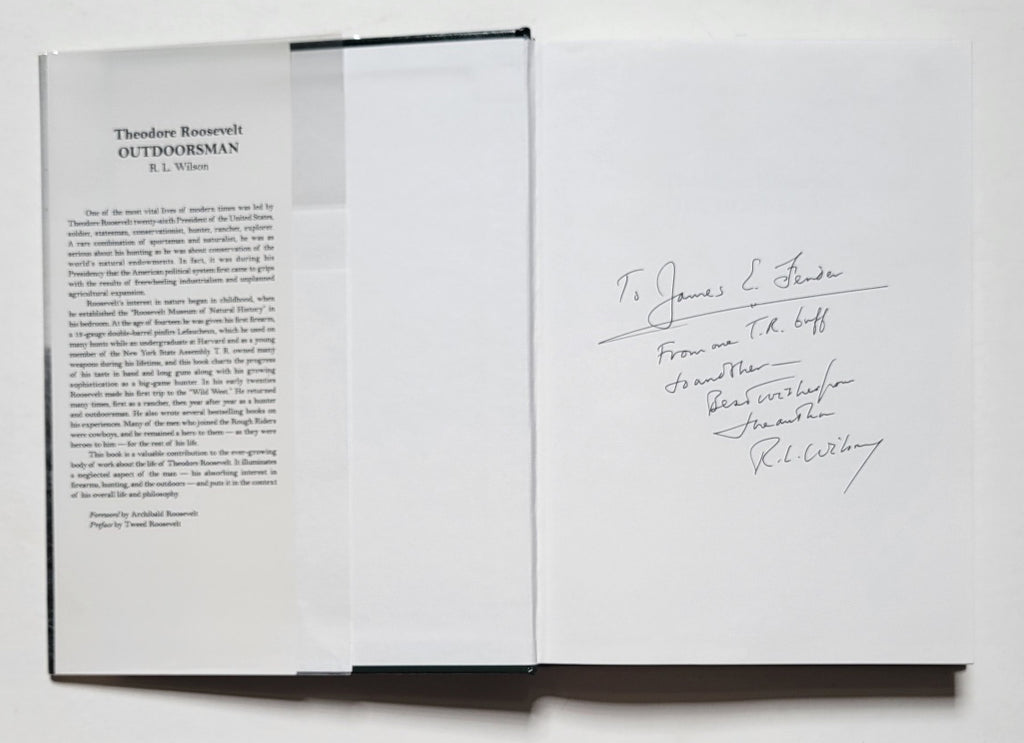 Theodore Roosevelt
OUTDOORSMAN
R. L. Wilson
One of the most vital lives of modern times was led by
Theodore Roosevelt: twenty-sixth President of the United States,
soldier, statesman, conservationist, hunter, rancher, explorer.
A rare combination of sportsman and naturalist, he was as
serious about his hunting as he was about conservation of the
world's natural endowments. In fact, it was during his
Presidency that the American political system first came to grips
with the results of freewheeling industrialism and unplanned
agricultural expansion.
Roosevelt's interest in nature began in childhood, when
he established the "Roosevelt Museum of Natural History" in
his bedroom. At the age of fourteen he was given his first firearm,
a 12-gauge double-barrel pinfire Lefaucheux, which he used on
many hunts while an undergraduate at Harvard and as a young
member of the New York State Assembly. T. R. owned many
weapons during his lifetime, and this book charts the progress
of his taste in hand and long guns along with his growing
sophistication as a big-game hunter. In his early twenties
Roosevelt made his first trip to the "Wild West." He returned
many times, first as a rancher, then year after year as a hunter
and outdoorsman. He also wrote several bestselling books on
his experiences. Many of the men who joined the Rough Riders
were cowboys, and he remained a hero to them — as they were
heroes to him — for the rest of his life.
This book is a valuable contribution to the ever-growing
body of work about the life of Theodore Roosevelt. It illuminates
a neglected aspect of the man — his absorbing interest in
firearms, hunting, and the outdoors — and puts it in the context
of his overall life and philosophy.
Foreword by Archibald Roosevelt
Preface by Tweed Roosevelt
To James E. Fender
From one T.R. buff
to another —
Best wishes from
the author
R.L. Wilson